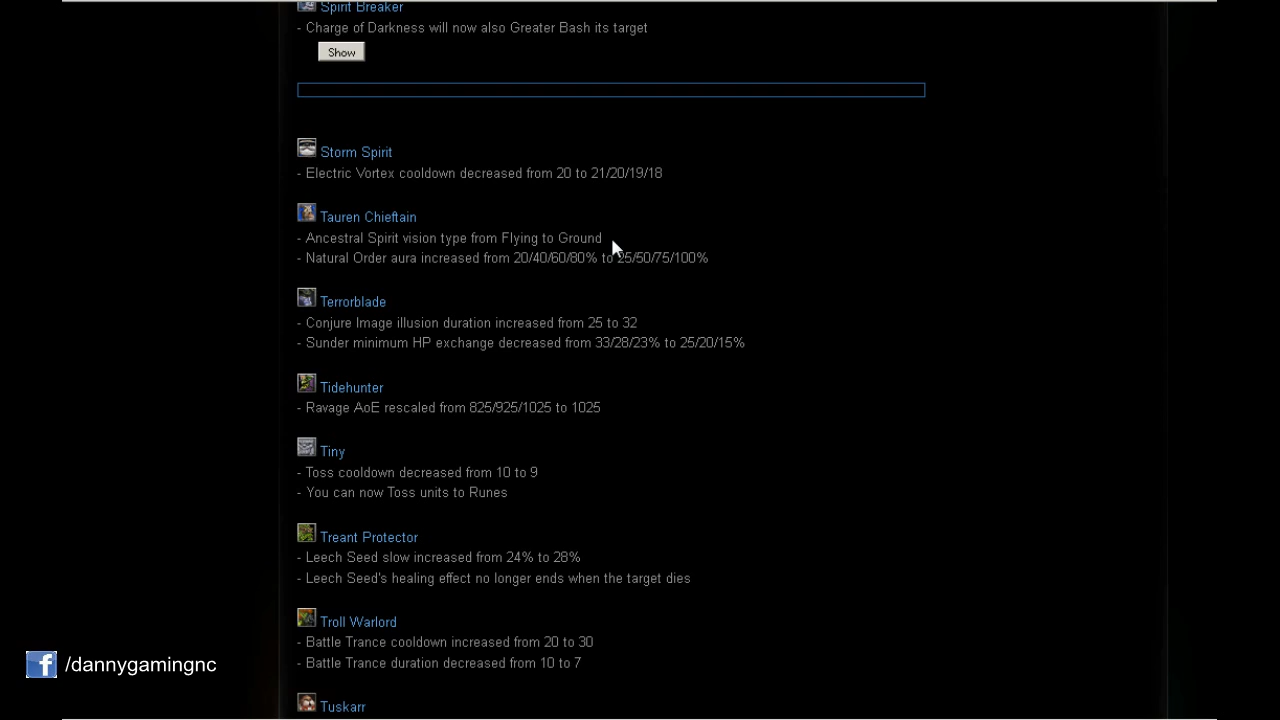 Spirit Breaker
- Charge of Darkness will now also Greater Bash its target
Show
Storm Spirit
- Electric Vortex cooldown decreased from 20 to 21/20/19/18
Tauren Chieftain
- Ancestral Spirit vision type from Flying to Ground
- Natural Order aura increased from 20/40/60/80% to 25/50/75/100%
Terrorblade
- Conjure Image illusion duration increased from 25 to 32
- Sunder minimum HP exchange decreased from 33/28/23% to 25/20/15%
Tidehunter
- Ravage AoE rescaled from 825/925/1025 to 1025
Tiny
- Toss cooldown decreased from 10 to 9
- You can now Toss units to Runes
Treant Protector
- Leech Seed slow increased from 24% to 28%
- Leech Seed's healing effect no longer ends when the target dies
Troll Warlord
- Battle Trance cooldown increased from 20 to 30
- Battle Trance duration decreased from 10 to 7
f /dannygamingnc
Tuskarr